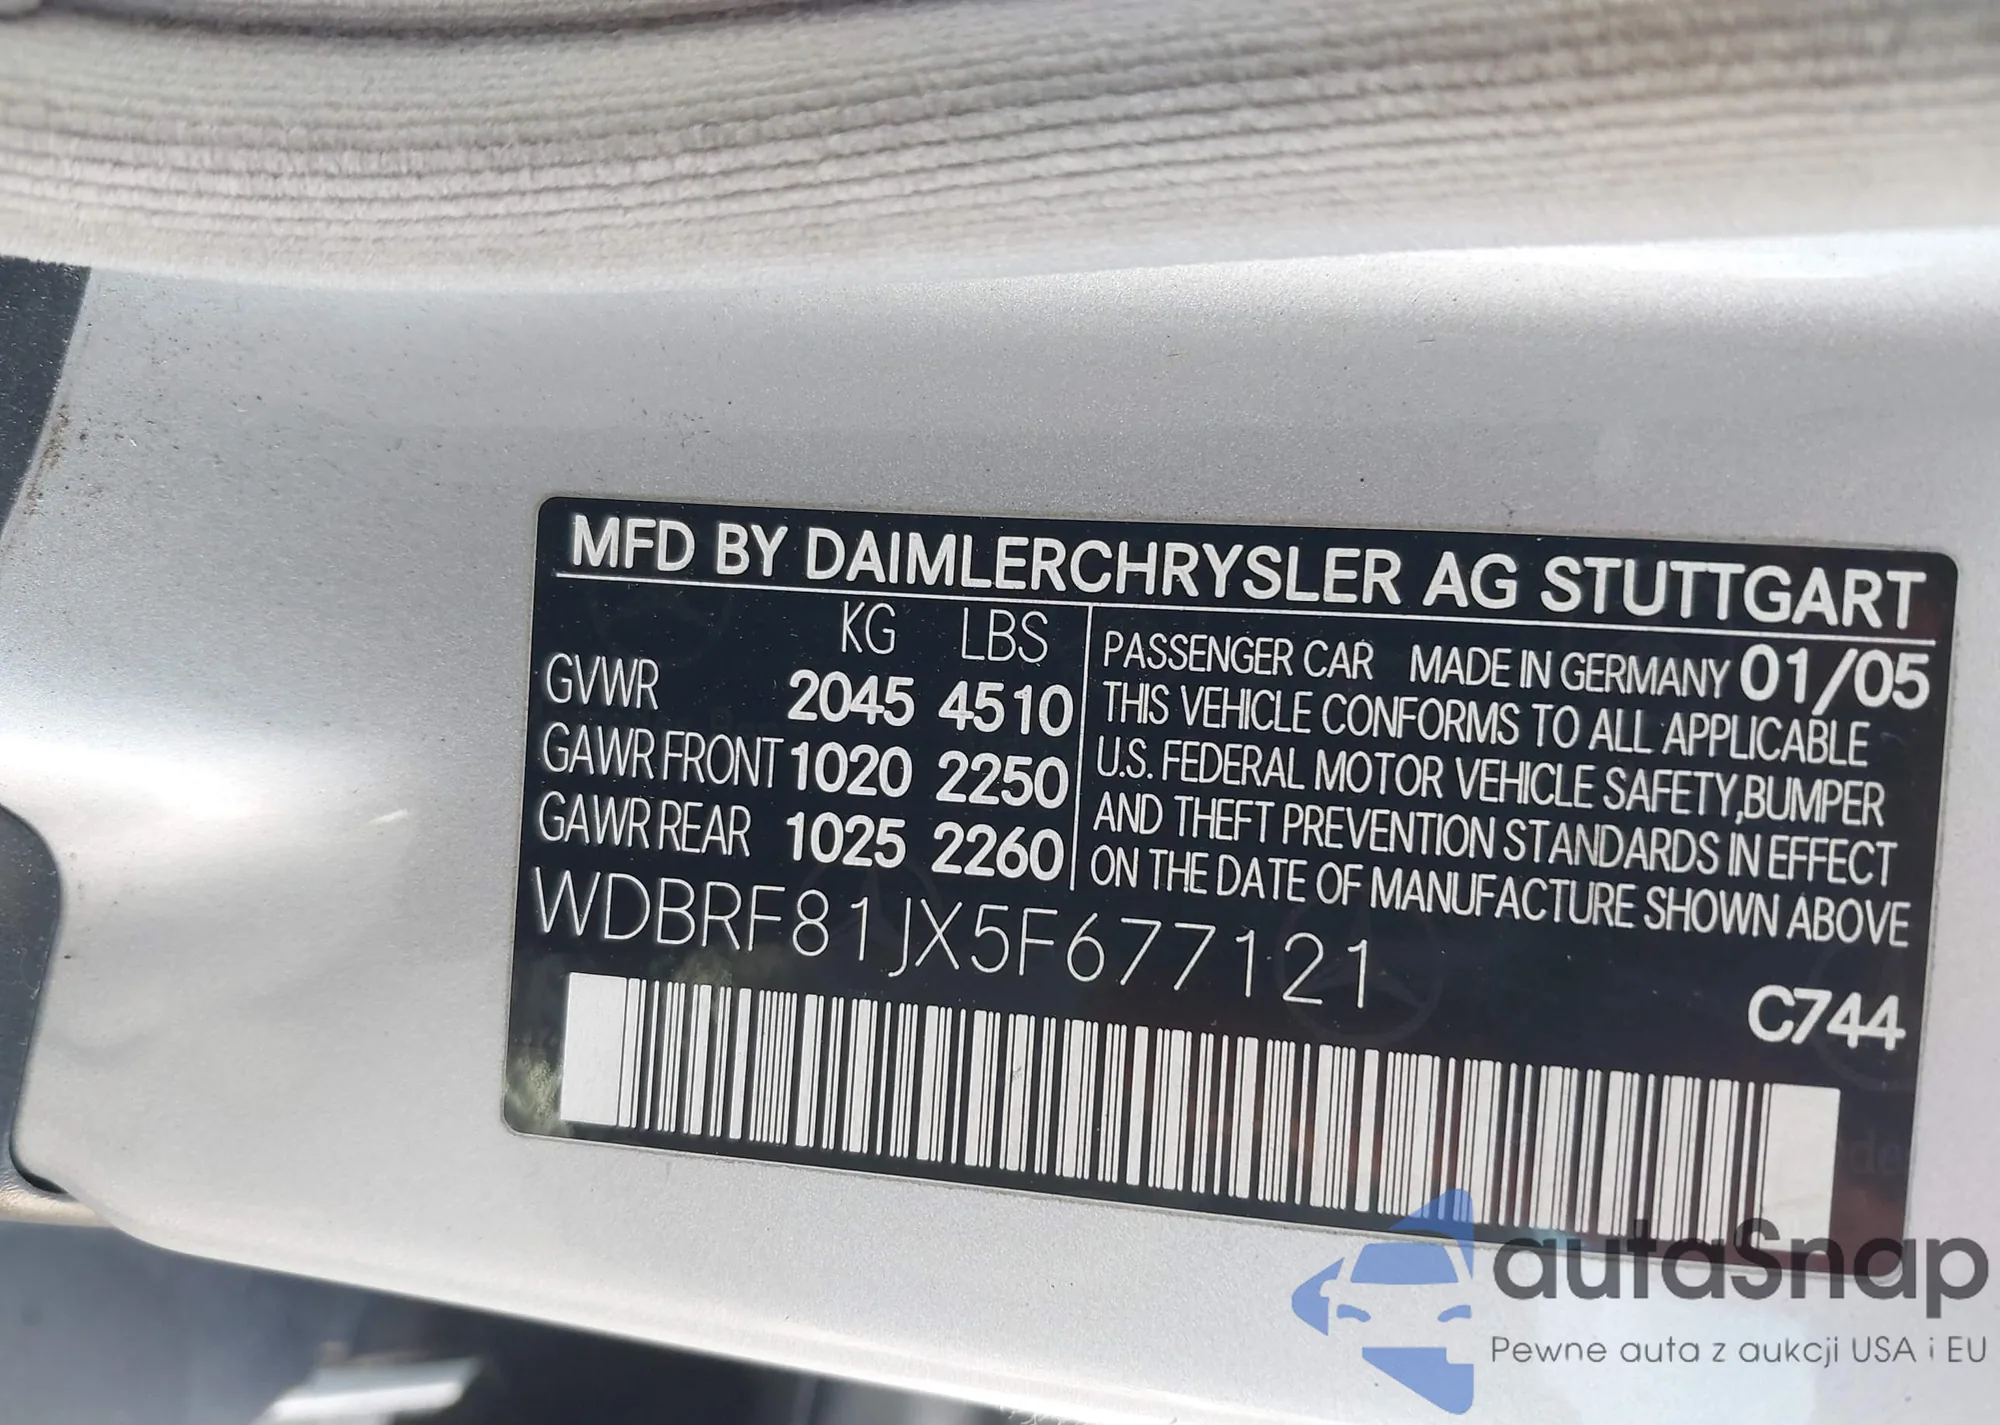 MFD BY DAIMLERCHRYSLER AG STUTTGART
KG LBS
GVWR 2045 4510
GAWR FRONT 1020 2250
GAWR REAR 1025 2260
PASSENGER CAR MADE IN GERMANY 01/05
THIS VEHICLE CONFORMS TO ALL APPLICABLE
U.S. FEDERAL MOTOR VEHICLE SAFETY,BUMPER
AND THEFT PREVENTION STANDARDS IN EFFECT
ON THE DATE OF MANUFACTURE SHOWN ABOVE
WDBRF81JX5F677121
C744
autaSnap
Pewne auta z aukcji USA i EU